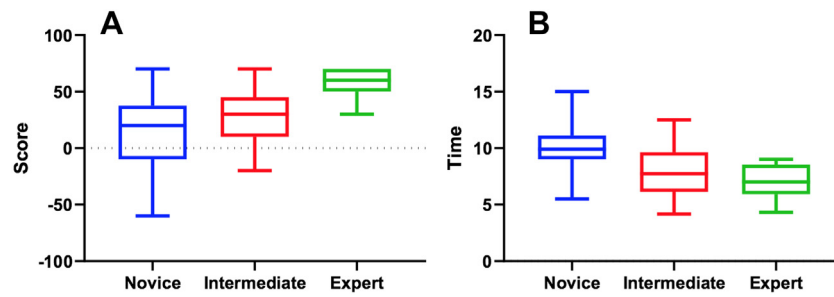 A
Score
100
50
0
-50
-100
Novice
Intermediate
Expert
B
Time
20
15
10
5
0
Novice
Intermediate
Expert